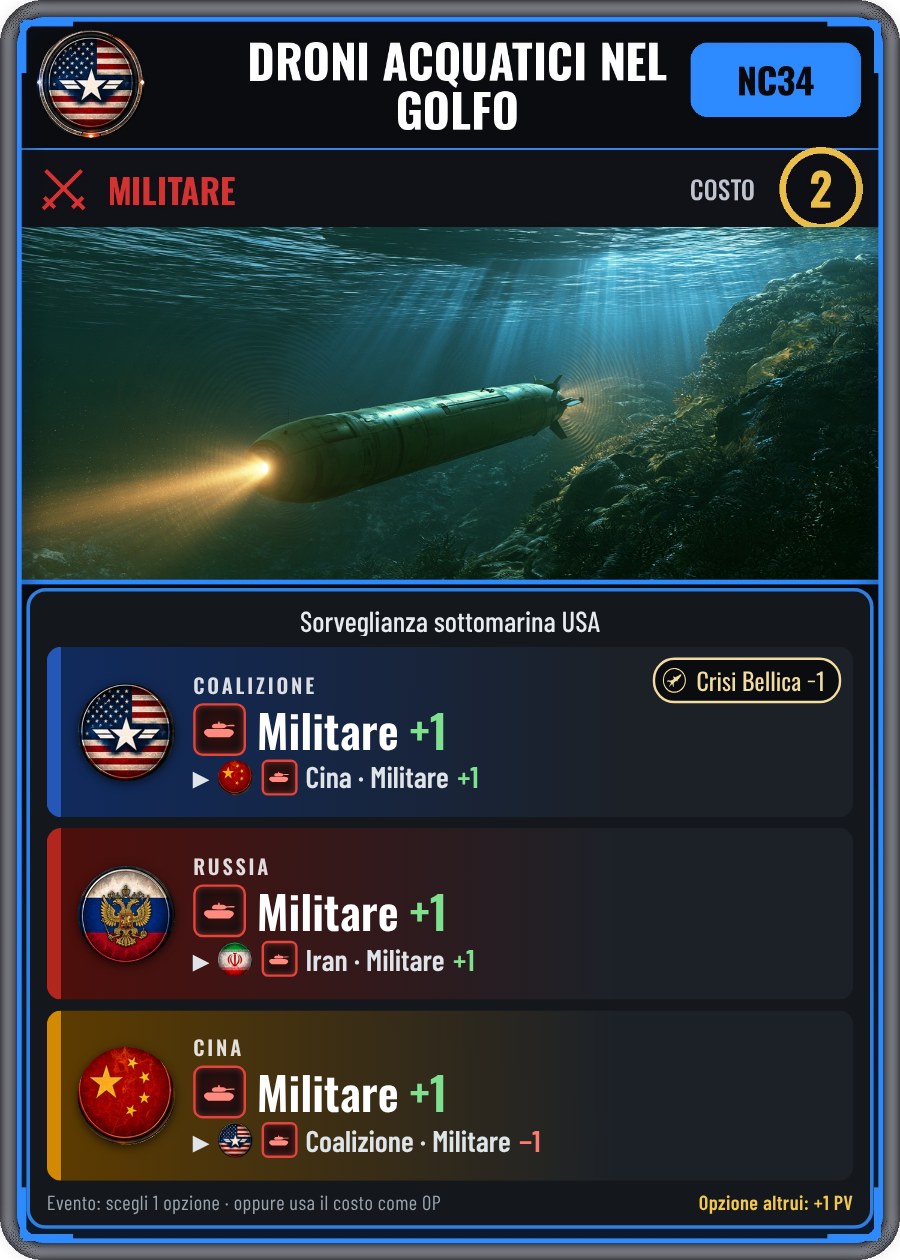 DRONI ACQUATICI NEL
GOLFO
NC34
MILITARE
COSTO
2
Sorveglianza sottomarina USA
COALIZIONE
Crisi Bellica −1
Militare +1
▶ Cina · Militare +1
RUSSIA
Militare +1
▶ Iran · Militare +1
CINA
Militare +1
▶ Coalizione · Militare −1
Evento: scegli 1 opzione · oppure usa il costo come OP
Opzione altrui: +1 PV